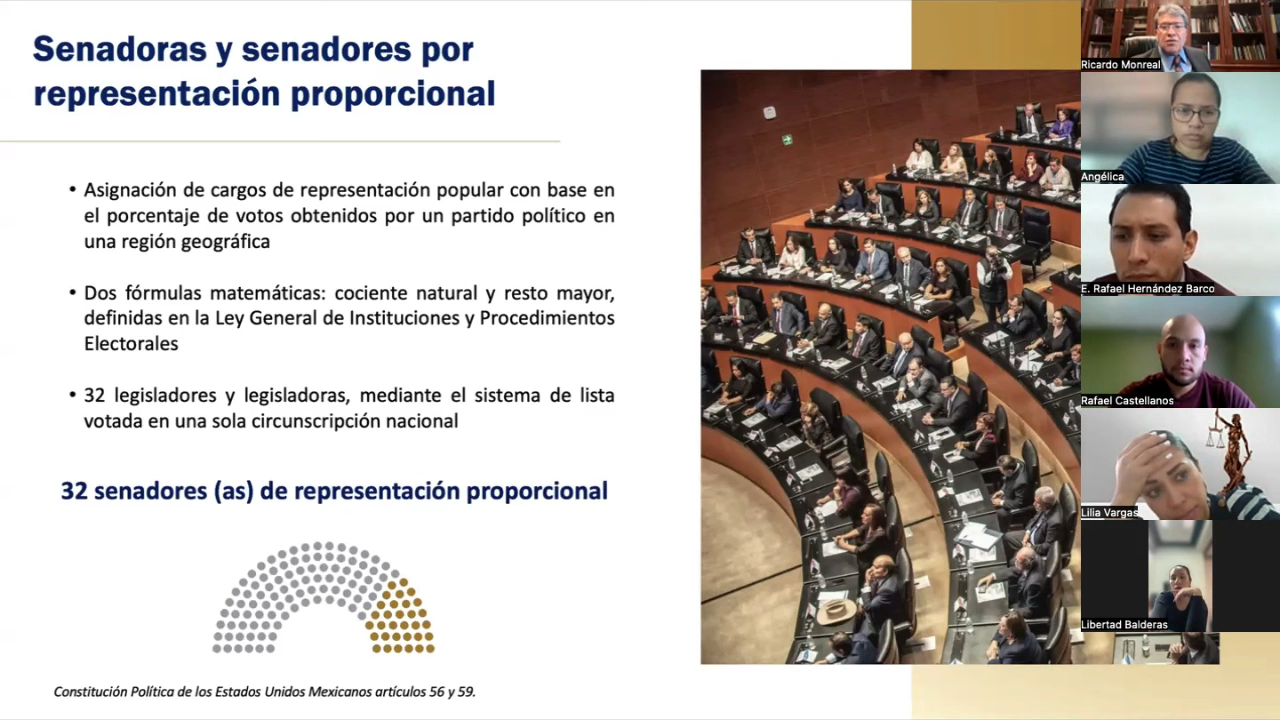 Senadoras y senadores por
representación proporcional
• Asignación de cargos de representación popular con base en
el porcentaje de votos obtenidos por un partido político en
una región geográfica
• Dos fórmulas matemáticas: cociente natural y resto mayor,
definidas en la Ley General de Instituciones y Procedimientos
Electorales
• 32 legisladores y legisladoras, mediante el sistema de lista
votada en una sola circunscripción nacional
32 senadores (as) de representación proporcional
Constitución Política de los Estados Unidos Mexicanos artículos 56 y 59.
Ricardo Monreal
Angélica
E. Rafael Hernández Barco
Rafael Castellanos
Lilia Vargas
Libertad Balderas